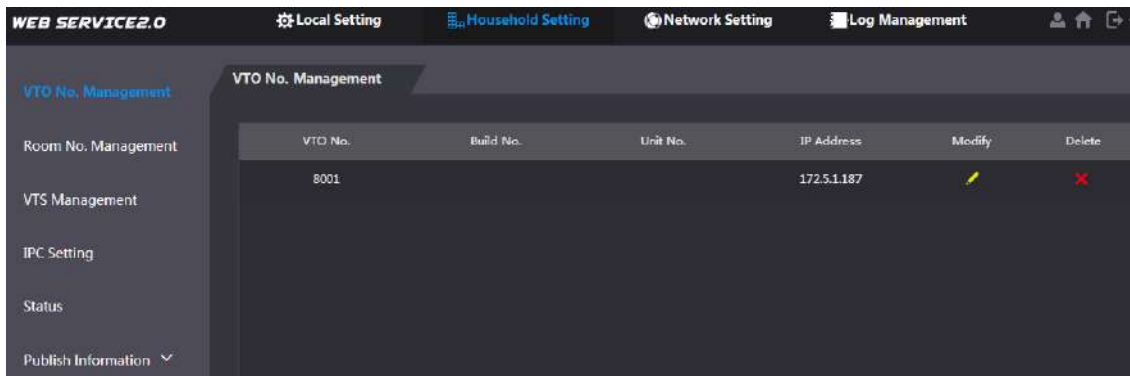 WEB SERVICE2.0 Local Setting Household Setting Network Setting Log Management
VTO No. Management
VTO No. Management
Room No. Management
VTS Management
IPC Setting
Status
Publish Information
VTO No. Build No. Unit No. IP Address Modify Delete
8001 172.5.1.187